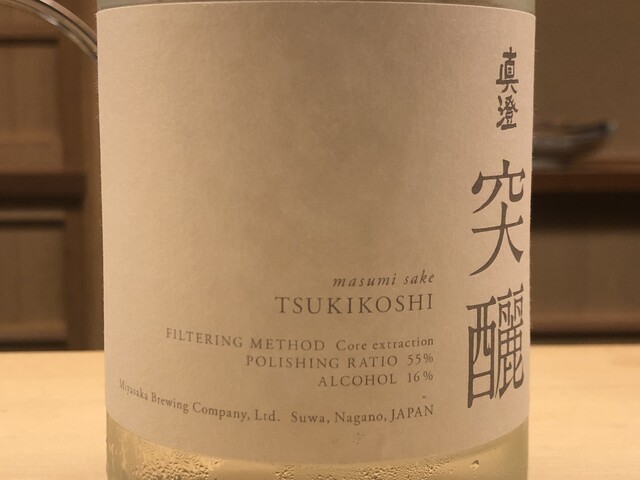 真澄
突釃
masumi sake
TSUKIKOSHI
FILTERING METHOD Core extraction
POLISHING RATIO 55%
ALCOHOL 16%
Miyasaka Brewing Company, Ltd. Suwa, Nagano, JAPAN